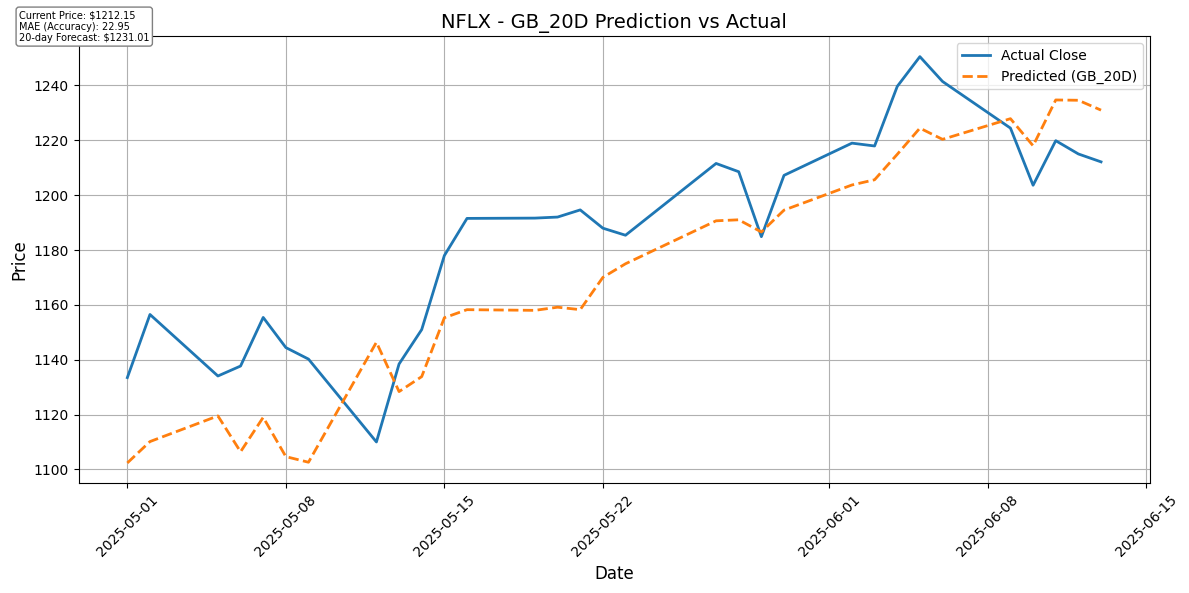 Current Price: $1212.15
MAE (Accuracy): 22.95
20-day Forecast: $1231.01
NFLX - GB_20D Prediction vs Actual
Actual Close
Predicted (GB_20D)
Price
1240
1220
1200
1180
1160
1140
1120
1100
2025-05-01
2025-05-08
2025-05-15
2025-05-22
2025-06-01
2025-06-08
2025-06-15
Date